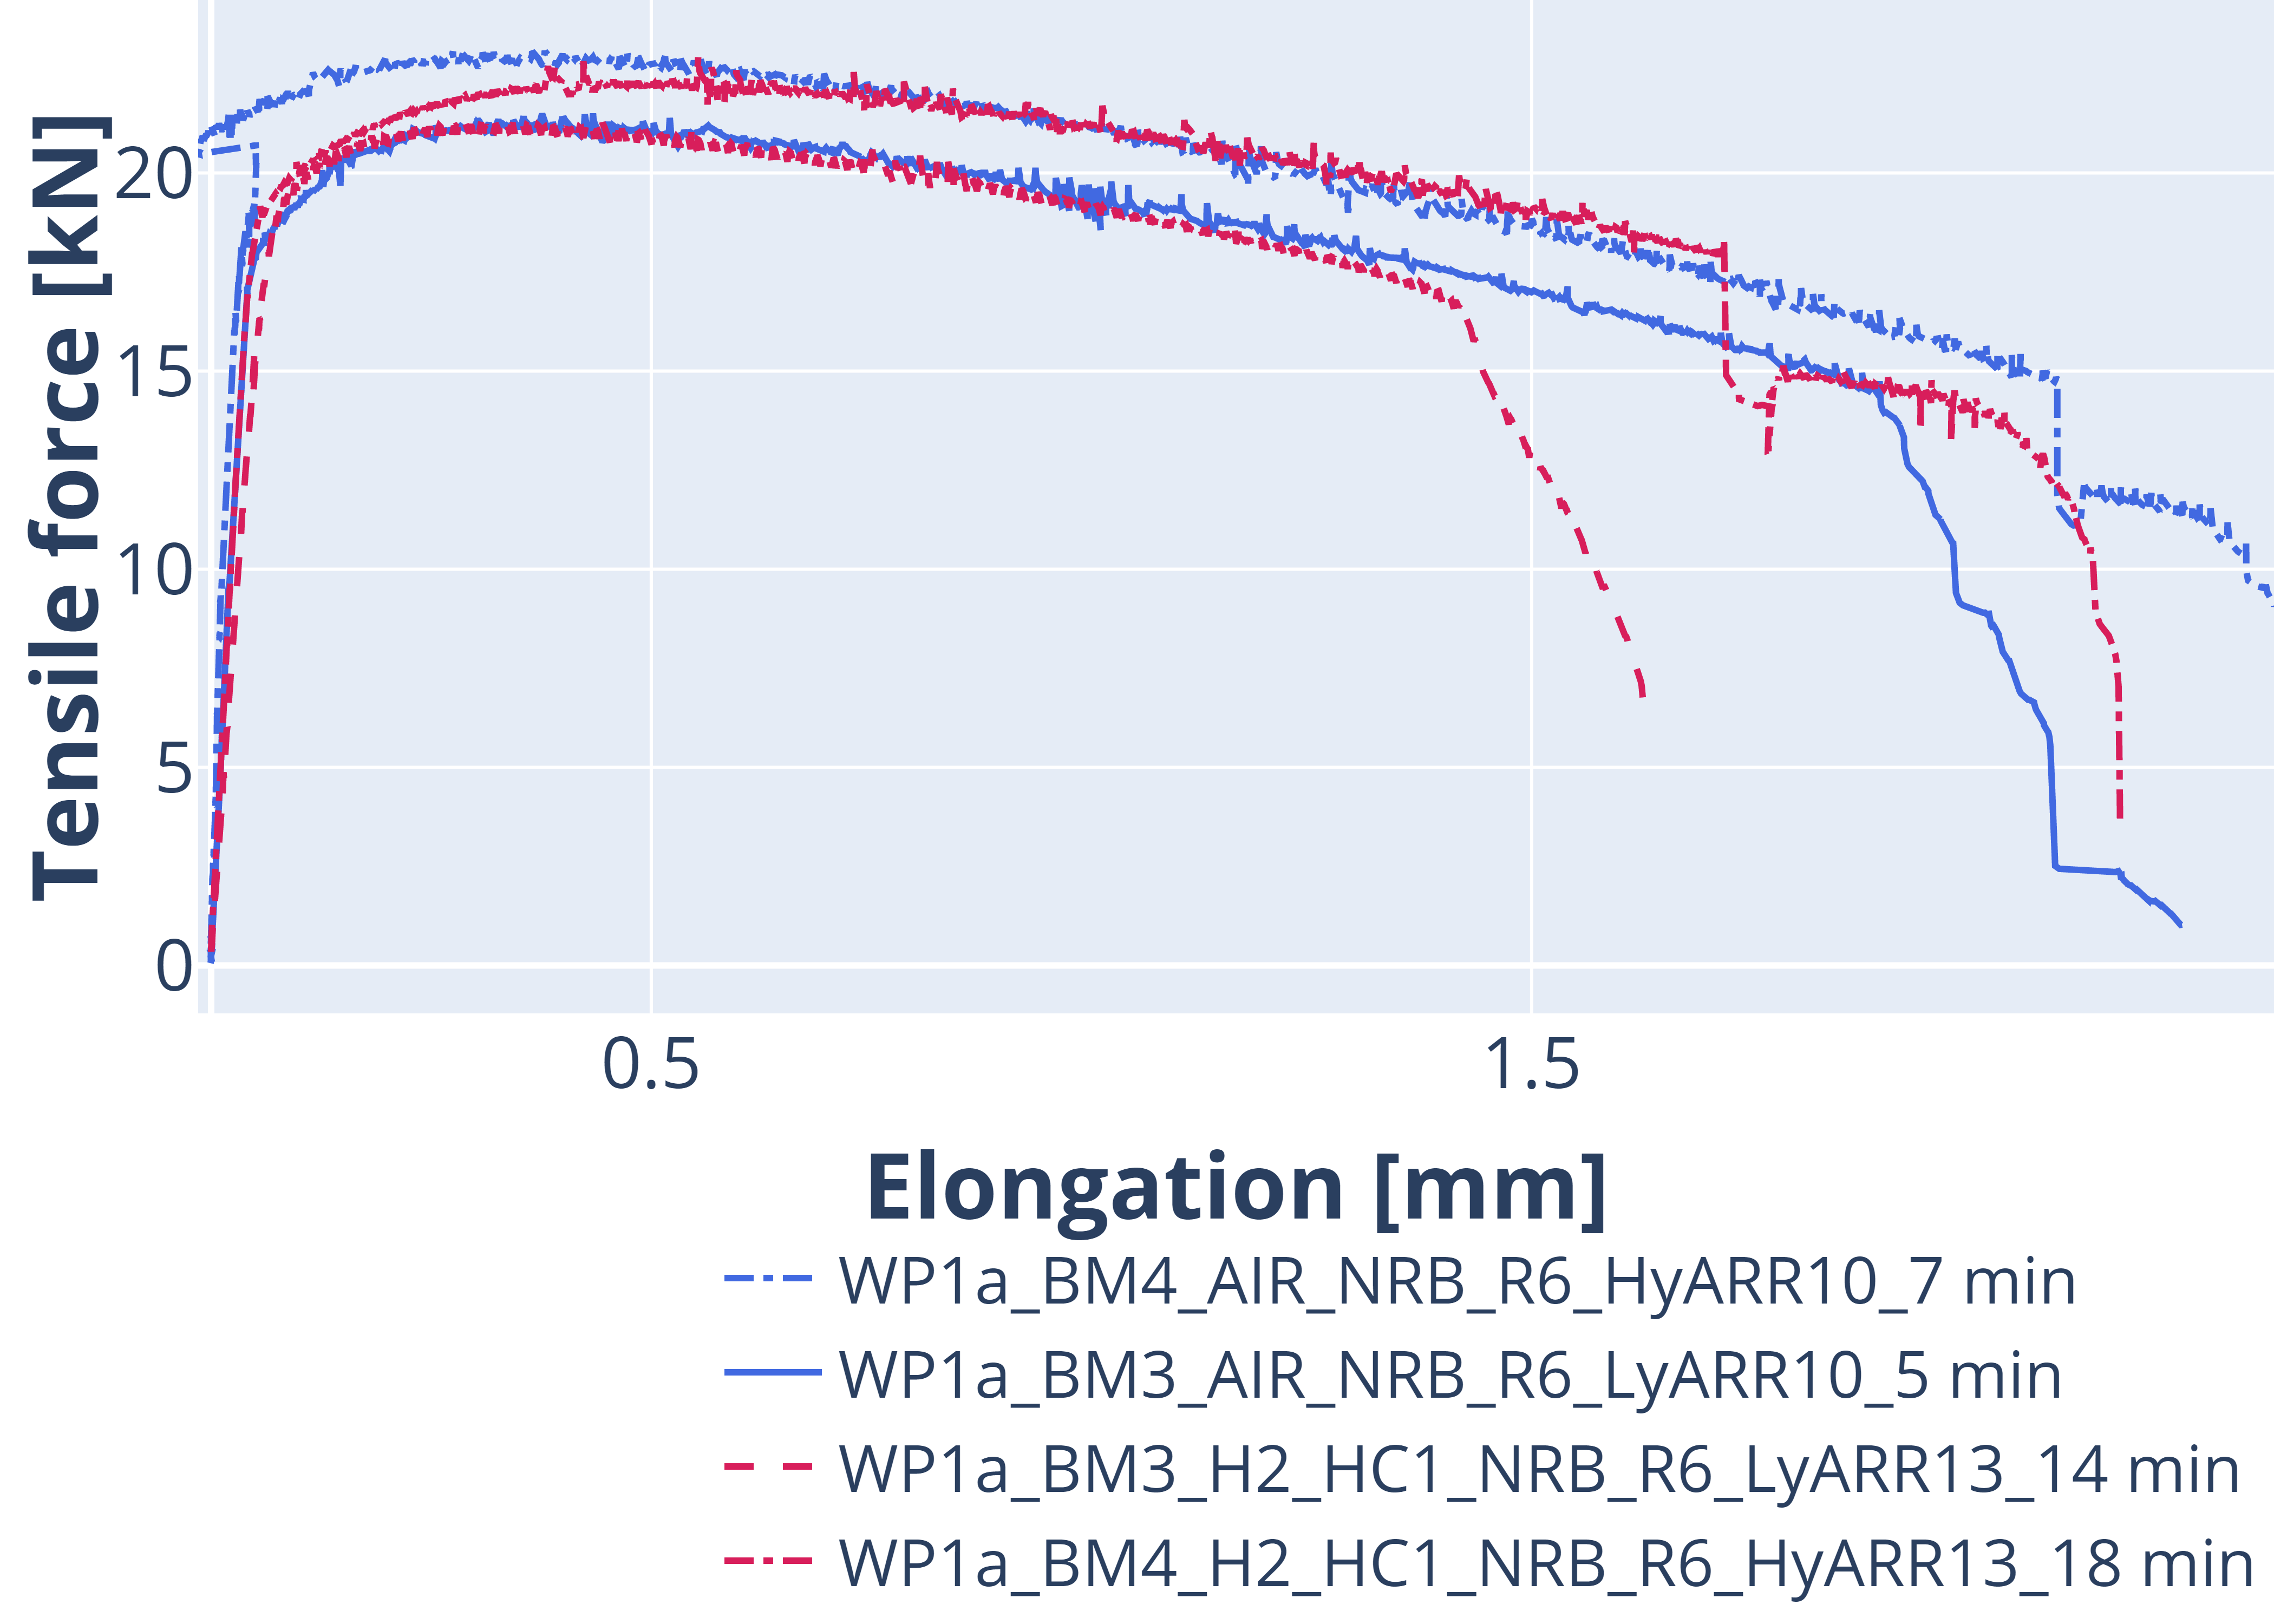 Tensile force [kN]
20
15
10
5
0
0.5
1.5
Elongation [mm]
WP1a_BM4_AIR_NRB_R6_HyARR10_7 min
WP1a_BM3_AIR_NRB_R6_LyARR10_5 min
WP1a_BM3_H2_HC1_NRB_R6_LyARR13_14 min
WP1a_BM4_H2_HC1_NRB_R6_HyARR13_18 min